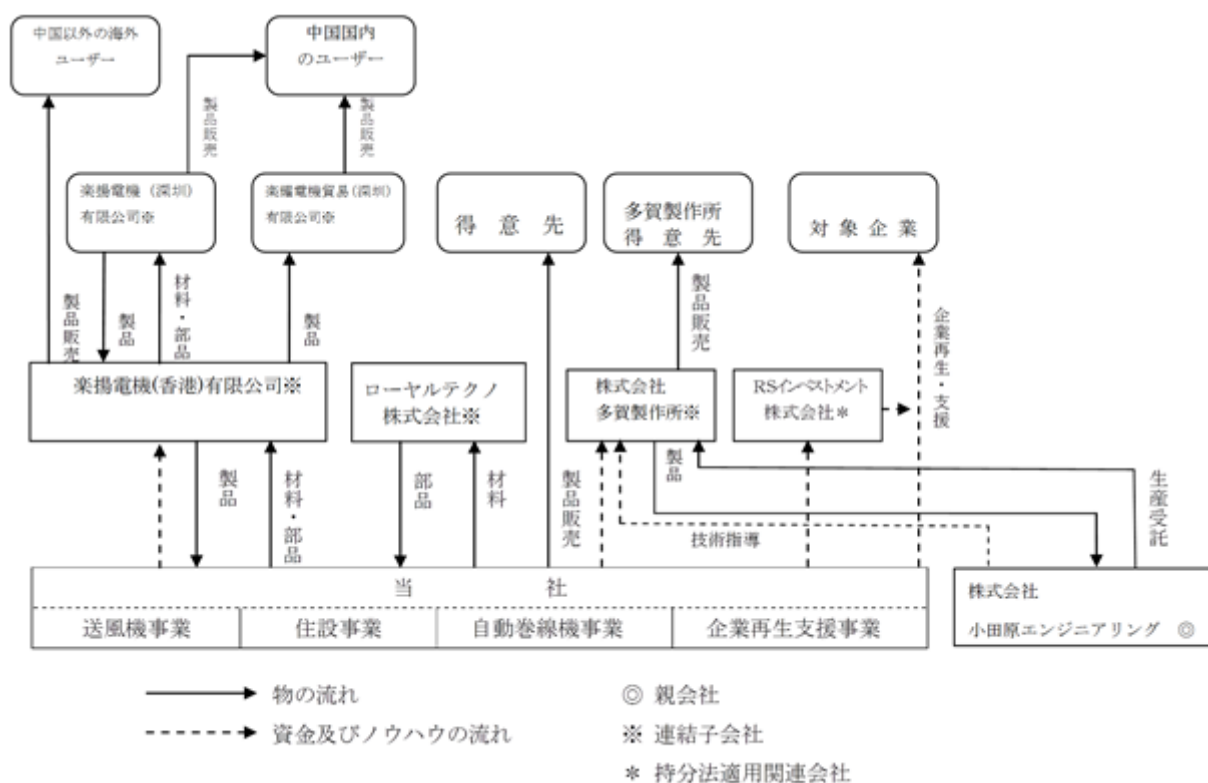 中国以外の海外
ユーザー
中国国内
のユーザー
製品販売
製品販売
楽揚電機（深圳）
有限公司※
楽耀電機貿易(深圳)
有限公司※
得意先
多賀製作所
得意先
対象企業
製品販売
製品
材料・部品
製品
製品販売
企業再生・支援
楽揚電機(香港)有限公司※
ローヤルテクノ
株式会社※
株式会社
多賀製作所※
RSインベストメント
株式会社＊
製品
材料・部品
部品
材料
製品販売
製品
技術指導
生産受託
当社
送風機事業
住設事業
自動巻線機事業
企業再生支援事業
株式会社
小田原エンジニアリング ◎
物の流れ
資金及びノウハウの流れ
◎ 親会社
※ 連結子会社
＊ 持分法適用関連会社